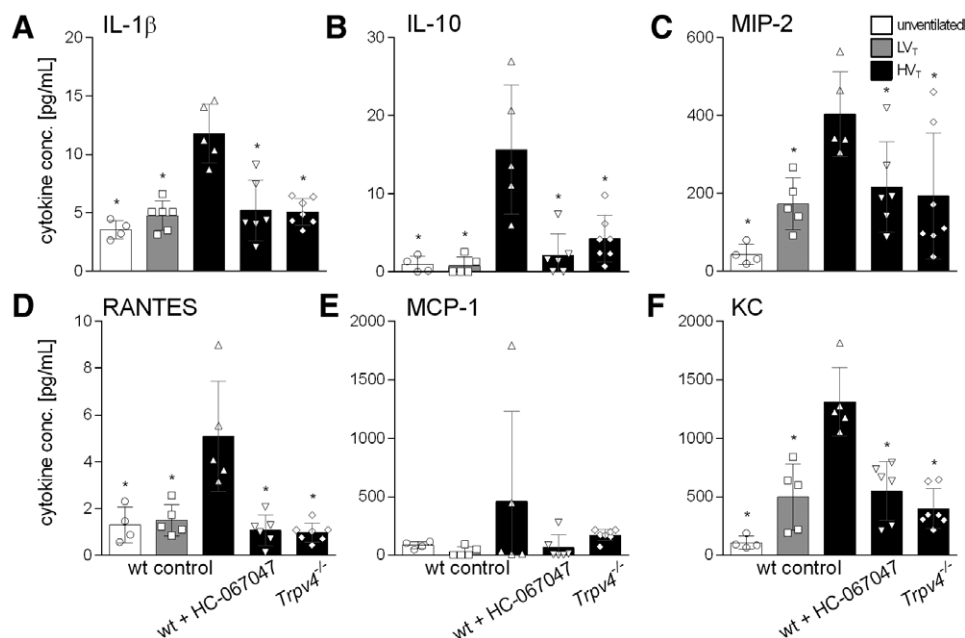 A IL-1β
B IL-10
C MIP-2
unventilated
LV_T
HV_T
cytokine conc. [pg/mL]
20
15
10
5
0
* * * *
30
20
10
0
* * * *
600
400
200
0
* * * *
D RANTES
E MCP-1
F KC
cytokine conc. [pg/mL]
10
8
6
4
2
0
* * * *
2000
1500
1000
500
0
2000
1500
1000
500
0
* * * *
wt control
wt + HC-067047
Trpv4-/-
wt control
wt + HC-067047
Trpv4-/-
wt control
wt + HC-067047
Trpv4-/-